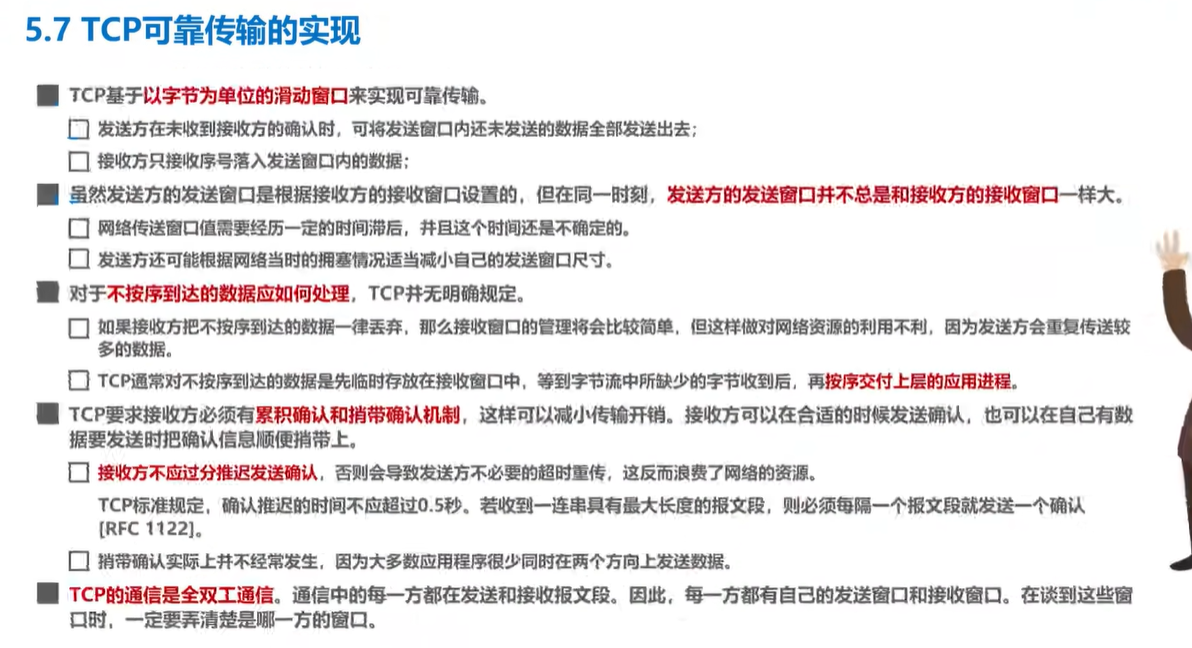 5.7 TCP可靠传输的实现
TCP基于以字节为单位的滑动窗口来实现可靠传输。
发送方在未收到接收方的确认时，可将发送窗口内还未发送的数据全部发送出去；
接收方只接收序号落入发送窗口内的数据；
虽然发送方的发送窗口是根据接收方的接收窗口设置的，但在同一时刻，发送方的发送窗口并不总是和接收方的接收窗口一样大。
网络传送窗口值需要经历一定的时间滞后，并且这个时间还是不确定的。
发送方还可能根据网络当时的拥塞情况适当减小自己的发送窗口尺寸。
对于不按序到达的数据应如何处理，TCP并无明确规定。
如果接收方把不按序到达的数据一律丢弃，那么接收窗口的管理将会比较简单，但这样做对网络资源的利用不利，因为发送方会重复传送较
多的数据。
TCP通常对不按序到达的数据是先临时存放在接收窗口中，等到字节流中所缺少的字节收到后，再按序交付上层的应用进程。
TCP要求接收方必须有累积确认和捎带确认机制，这样可以减小传输开销。接收方可以在合适的时候发送确认，也可以在自己有数
据要发送时把确认信息顺便捎带上。
接收方不应过分推迟发送确认，否则会导致发送方不必要的超时重传，这反而浪费了网络的资源。
TCP标准规定，确认推迟的时间不应超过0.5秒。若收到一连串具有最大长度的报文段，则必须每隔一个报文段就发送一个确认
[RFC 1122]。
捎带确认实际上并不经常发生，因为大多数应用程序很少同时在两个方向上发送数据。
TCP的通信是全双工通信。通信中的每一方都在发送和接收报文段。因此，每一方都有自己的发送窗口和接收窗口。在谈到这些窗
口时，一定要弄清楚是哪一方的窗口。